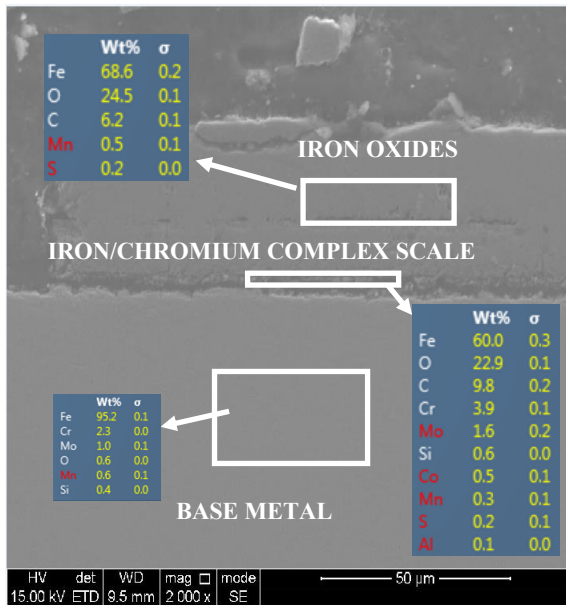 Wt% σ
Fe 68.6 0.2
O 24.5 0.1
C 6.2 0.1
Mn 0.5 0.1
S 0.2 0.0
IRON OXIDES
IRON/CHROMIUM COMPLEX SCALE
Wt% σ
Fe 60.0 0.3
O 22.9 0.1
C 9.8 0.2
Cr 3.9 0.1
Mo 1.6 0.2
Si 0.6 0.0
Co 0.5 0.1
Mn 0.3 0.1
S 0.2 0.1
Al 0.1 0.0
Wt% σ
Fe 95.2 0.1
Cr 2.3 0.0
Mo 1.0 0.1
O 0.6 0.0
Mn 0.6 0.1
Si 0.4 0.0
BASE METAL
HV det WD mag □ mode
15.00 kV ETD 9.5 mm 2 000 x SE
50 µm